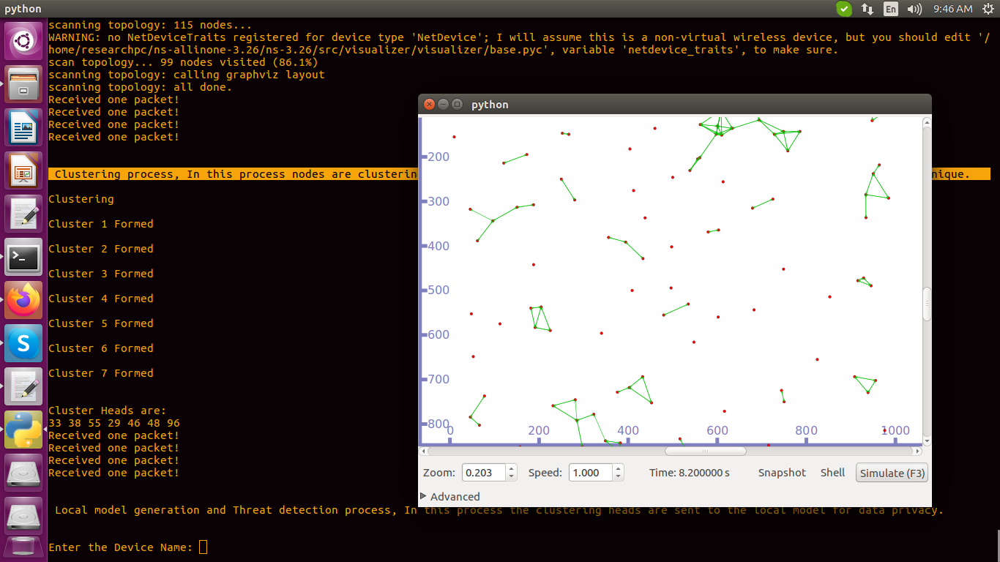 python
En
9:46 AM
scanning topology: 115 nodes...
WARNING: no NetDeviceTraits registered for device type 'NetDevice'; I will assume this is a non-virtual wireless device, but you should edit '/
home/researchpc/ns-allinone-3.26/ns-3.26/src/visualizer/visualizer/base.pyc', variable 'netdevice_traits', to make sure.
scan topology... 99 nodes visited (86.1%)
scanning topology: calling graphviz layout
scanning topology: all done.
Received one packet!
Received one packet!
Received one packet!
Received one packet!
Clustering process, In this process nodes are clusterin
nique.
Clustering
Cluster 1 Formed
Cluster 2 Formed
Cluster 3 Formed
Cluster 4 Formed
Cluster 5 Formed
Cluster 6 Formed
Cluster 7 Formed
Cluster Heads are:
33 38 55 29 46 48 96
Received one packet!
Received one packet!
Received one packet!
Received one packet!
Local model generation and Threat detection process, In this process the clustering heads are sent to the local model for data privacy.
Enter the Device Name:
python
200
300
400
500
600
700
800
0 200 400 600 800 1000
Zoom: 0.203 Speed: 1.000 Time: 8.200000 s Snapshot Shell Simulate (F3)
Advanced
S